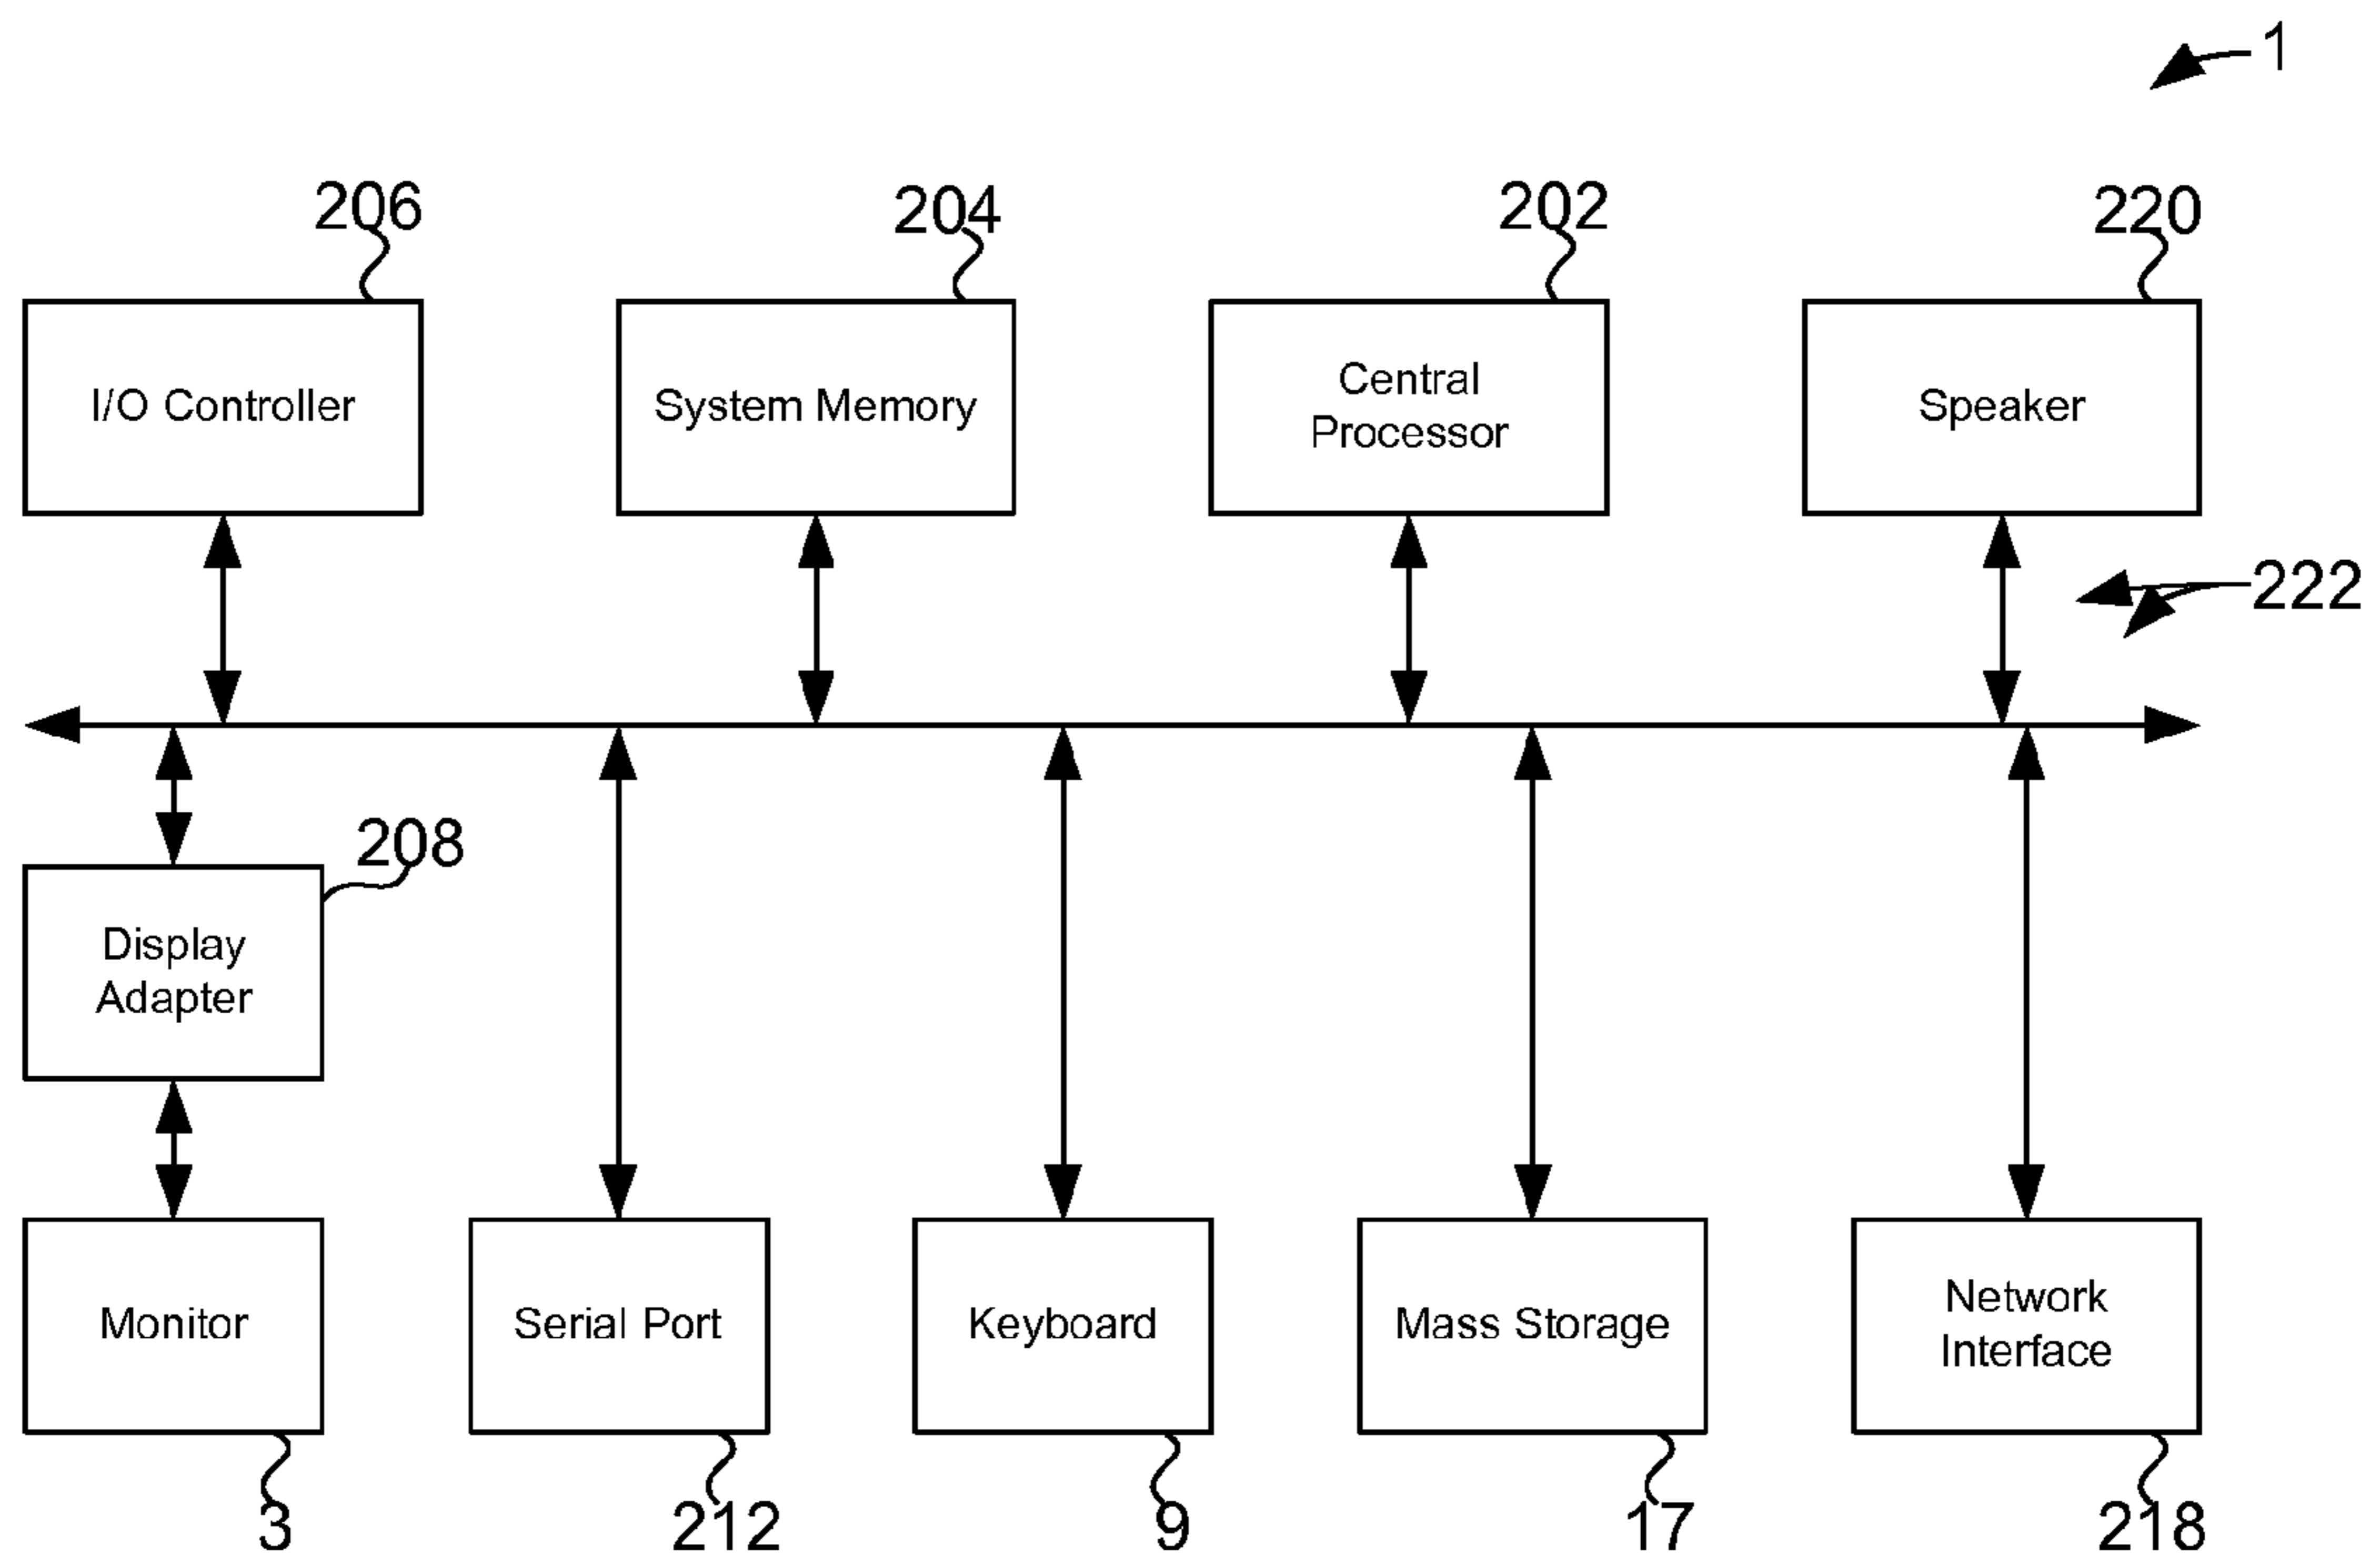 1
206
204
202
220
I/O Controller
System Memory
Central
Processor
Speaker
222
208
Display
Adapter
Monitor
Serial Port
Keyboard
Mass Storage
Network
Interface
3
212
9
17
218